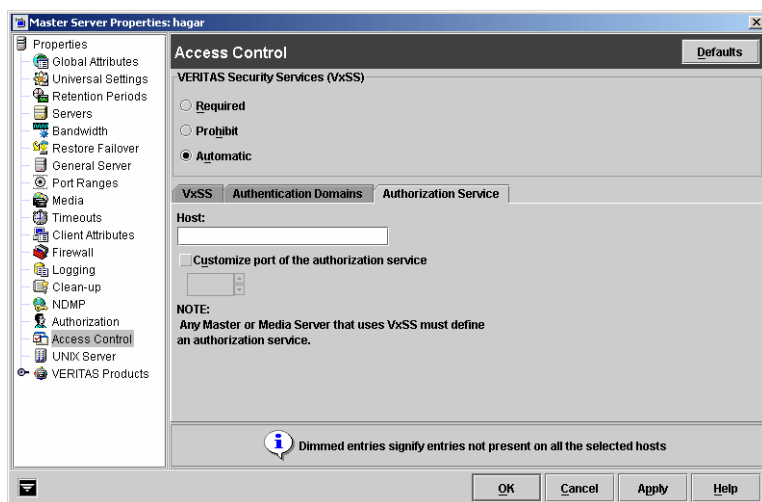 Master Server Properties: hagar
Properties
Global Attributes
Universal Settings
Retention Periods
Servers
Bandwidth
Restore Failover
General Server
Port Ranges
Media
Timeouts
Client Attributes
Firewall
Logging
Clean-up
NDMP
Authorization
Access Control
UNIX Server
VERITAS Products
Access Control
Defaults
VERITAS Security Services (VxSS)
Required
Prohibit
Automatic
VxSS
Authentication Domains
Authorization Service
Host:
Customize port of the authorization service
NOTE:
Any Master or Media Server that uses VxSS must define
an authorization service.
Dimmed entries signify entries not present on all the selected hosts
OK
Cancel
Apply
Help